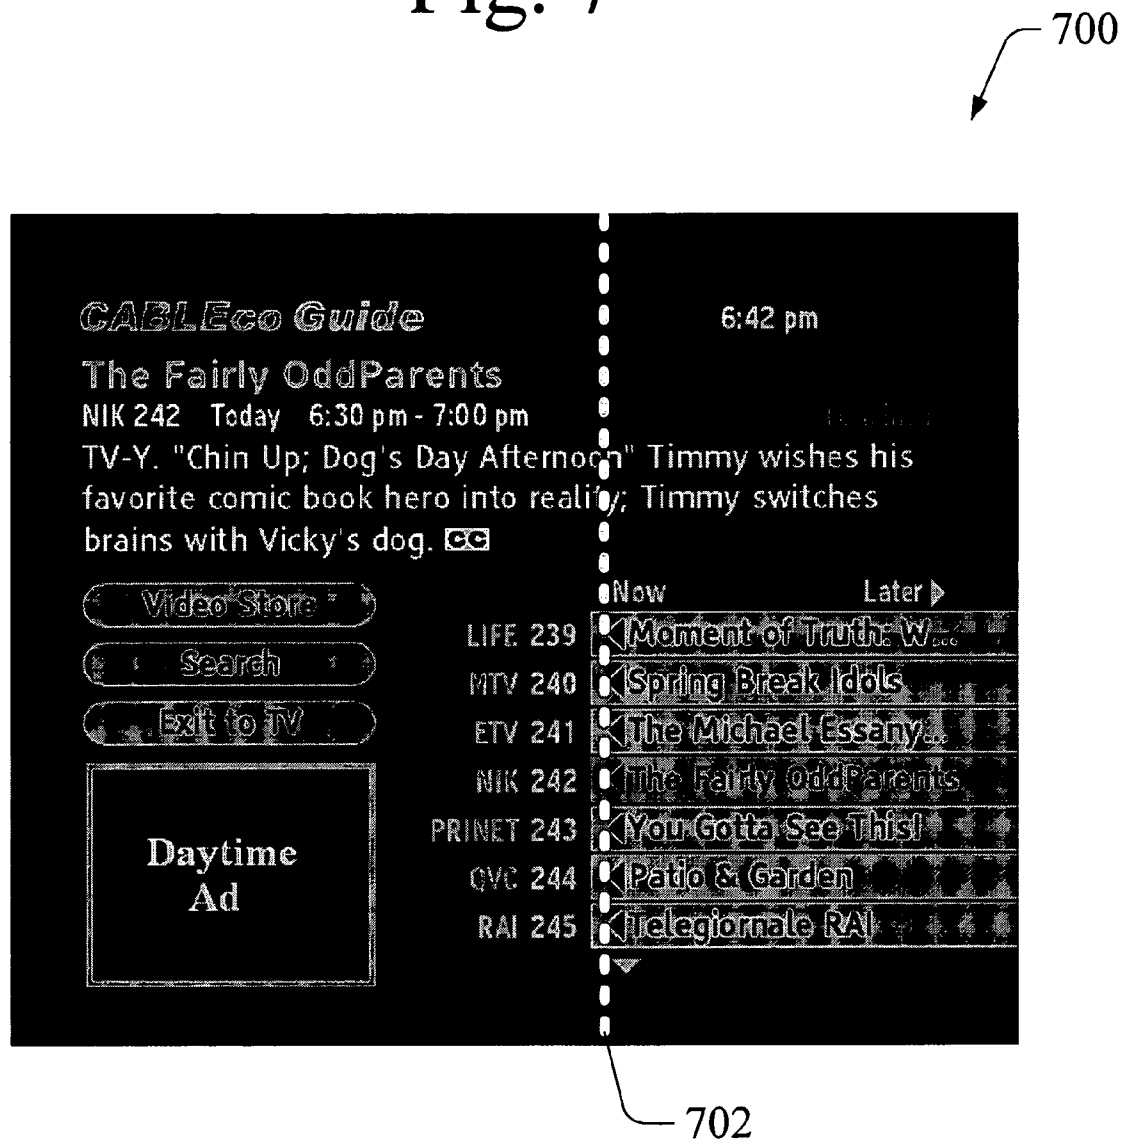 Fig. 7
700
CABLEco Guide
6:42 pm
The Fairly OddParents
NIK 242 Today 6:30 pm - 7:00 pm
TV-Y. "Chin Up; Dog's Day Afternoon" Timmy wishes his
favorite comic book hero into reality; Timmy switches
brains with Vicky's dog. CC
Now Later
Video Store
Search
Exit to TV
Daytime
Ad
LIFE 239 Moment of Truth: W...
MTV 240 Spring Break Idols
ETV 241 The Michael Essany...
NIK 242 The Fairly OddParents
PRINET 243 You Gotta See This!
QVC 244 Patio & Garden
RAI 245 Telegiornale RAI
702